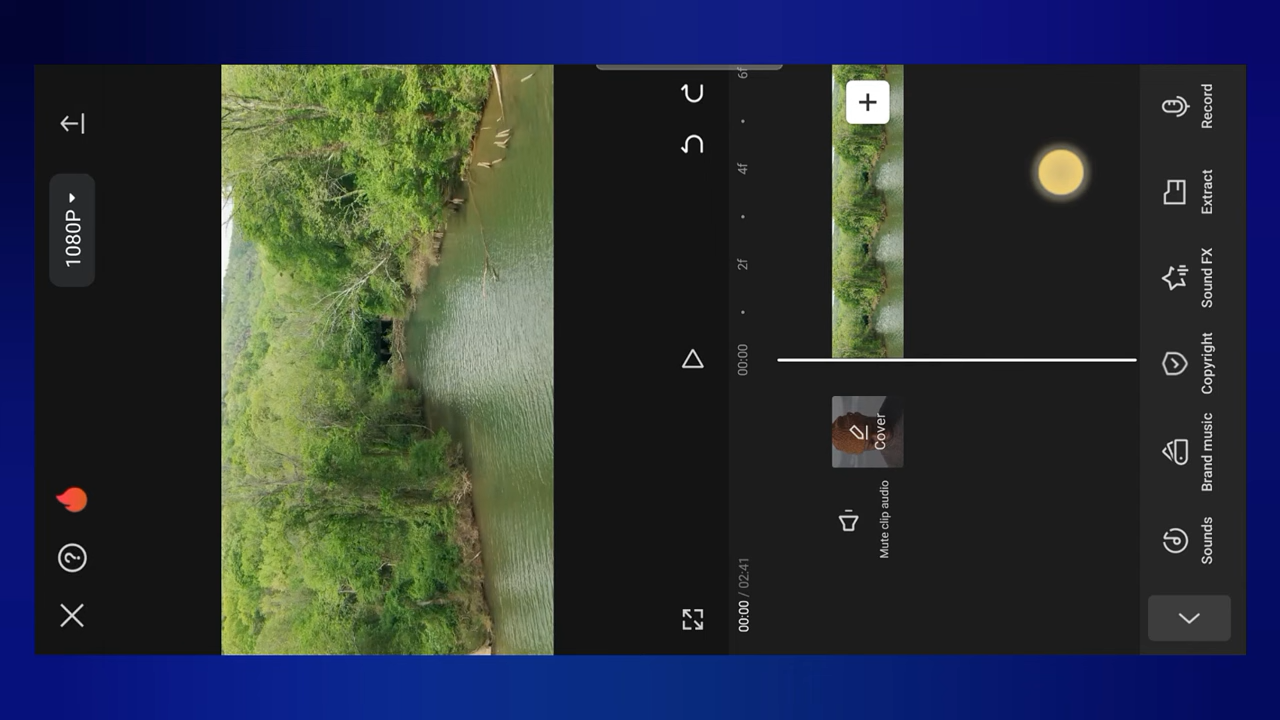 1080P
00:00 / 02:41
00:00
2f
4f
6f
Mute clip audio
Cover
Sounds
Brand music
Copyright
Sound FX
Extract
Record